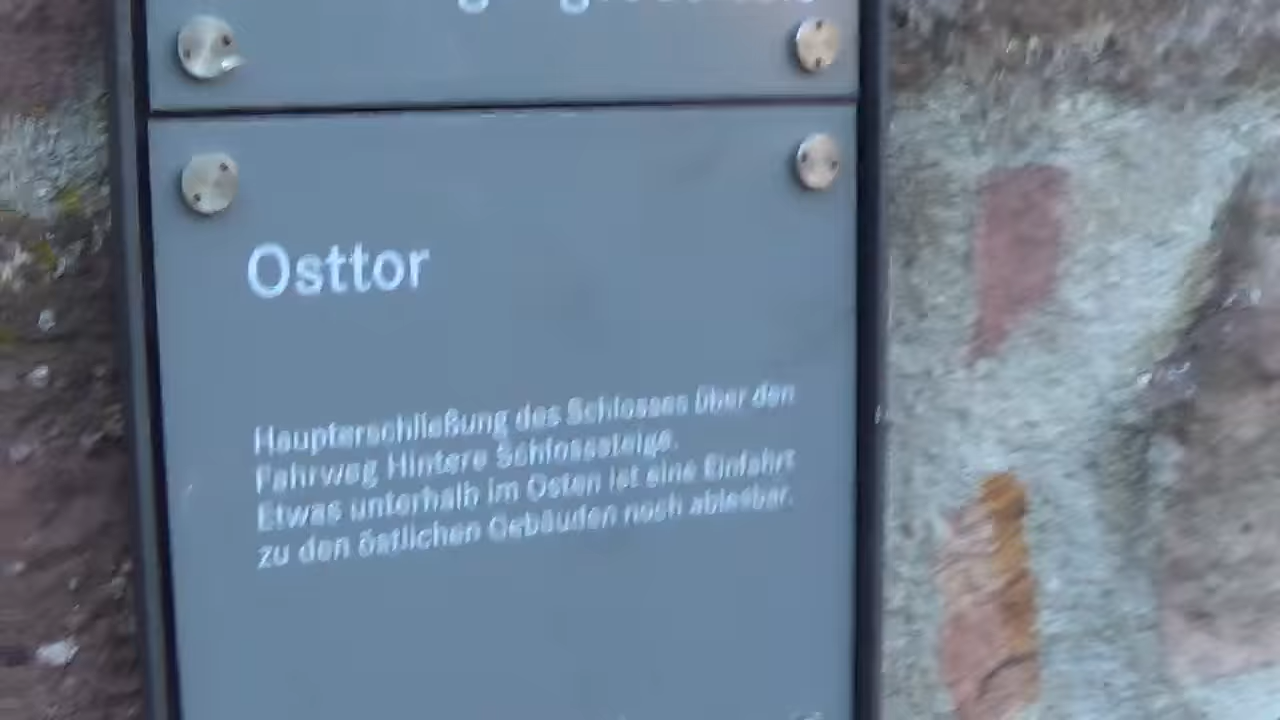 Osttor
Haupterschließung des Schlosses über den
Fahrweg Hintere Schlosssteige.
Etwas unterhalb im Osten ist eine Einfahrt
zu den östlichen Gebäuden noch ablesbar.